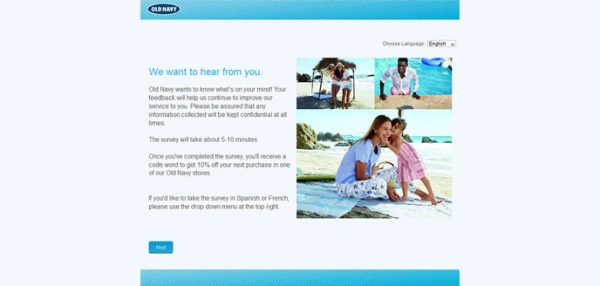 OLD NAVY
Choose Language: English
We want to hear from you.
Old Navy wants to know what's on your mind! Your
feedback will help us continue to improve our
service to you. Please be assured that any
information collected will be kept confidential at all
times.
The survey will take about 5-10 minutes.
Once you've completed the survey, you'll receive a
code word to get 10% off your next purchase in one
of our Old Navy stores.
If you'd like to take the survey in Spanish or French,
please use the drop down menu at the top right.
Next